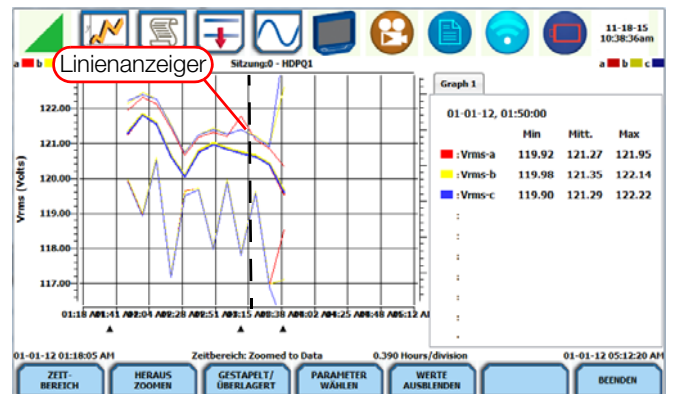 11-18-15
10:38:36am
a b
Linienanzeiger
Sitzung:0 - HDPQ1
a b c
Graph 1
01-01-12, 01:50:00
Min Mitt. Max
:Vrms-a 119.92 121.27 121.95
:Vrms-b 119.98 121.35 122.14
:Vrms-c 119.90 121.29 122.22
:
:
:
:
:
:
:
Vrms (Volts)
122.00
121.00
120.00
119.00
118.00
117.00
01:18
01-01-12 01:18:05 AM
Zeitbereich: Zoomed to Data
0.390 Hours/division
01-01-12 05:12:20 AM
ZEIT-
BEREICH
HERAUS
ZOOMEN
GESTAPELT/
ÜBERLAGERT
PARAMETER
WÄHLEN
WERTE
AUSBLENDEN
BEENDEN